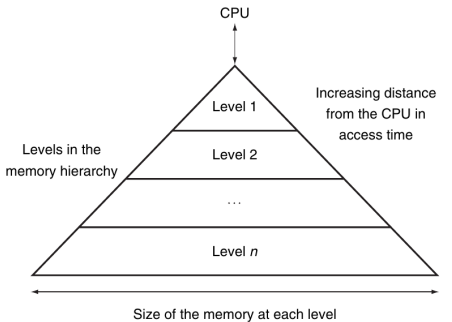 CPU
Level 1
Increasing distance
from the CPU in
access time
Levels in the
memory hierarchy
Level 2
...
Level n
Size of the memory at each level